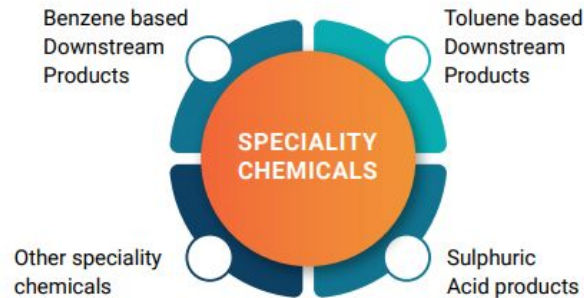 Benzene based
Downstream
Products
Toluene based
Downstream
Products
SPECIALITY
CHEMICALS
Other speciality
chemicals
Sulphuric
Acid products